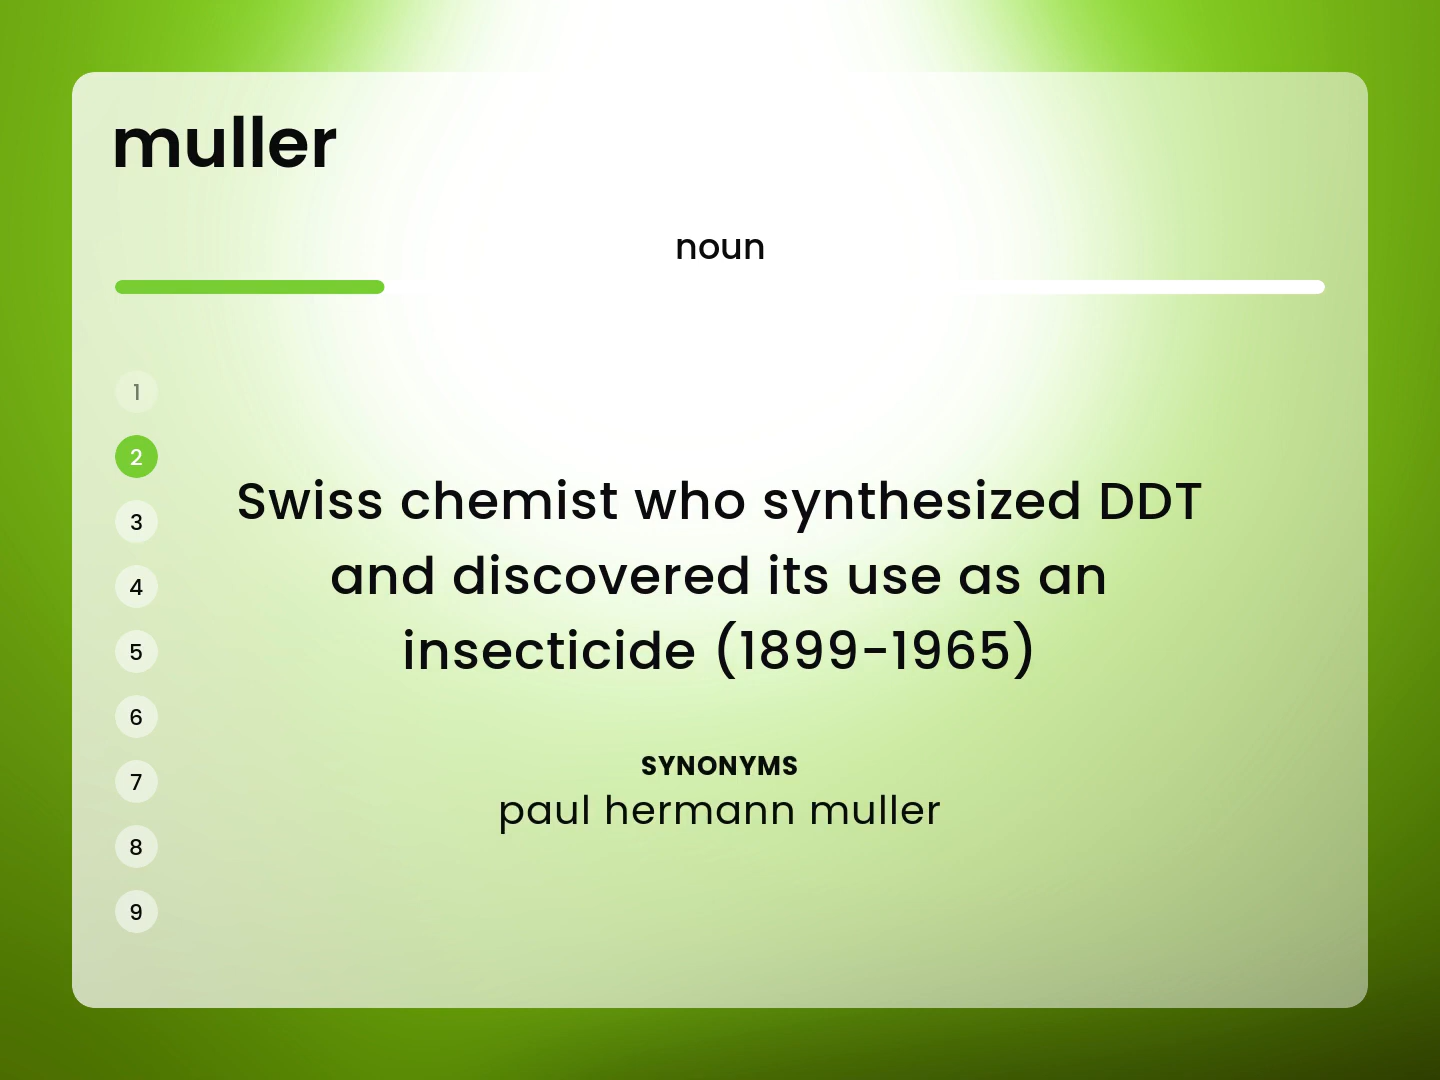 muller
noun
1
2
3
4
5
6
7
8
9
Swiss chemist who synthesized DDT
and discovered its use as an
insecticide (1899-1965)
SYNONYMS
paul hermann muller